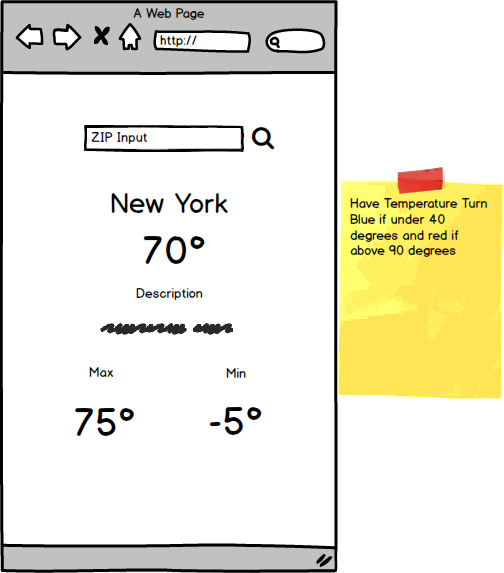 A Web Page
http://
ZIP Input
New York
70°
Description
Max
Min
75°
-5°
Have Temperature Turn
Blue if under 40
degrees and red if
above 90 degrees